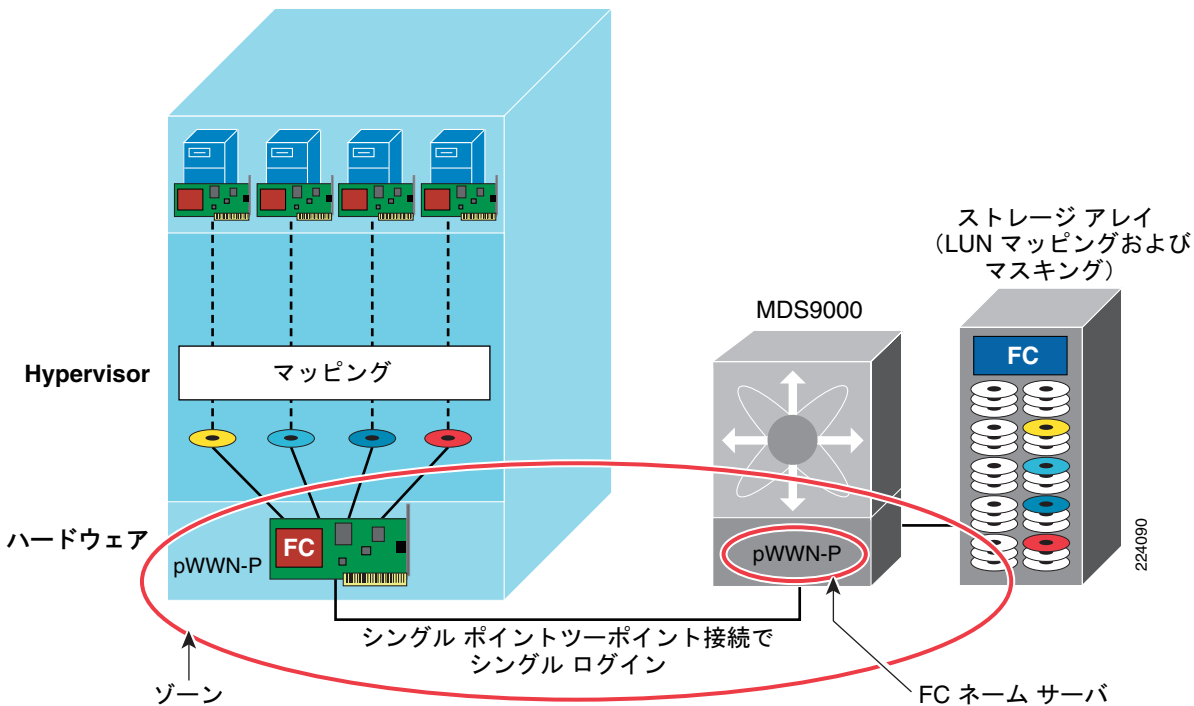 ストレージ アレイ
（LUN マッピングおよび
マスキング）
MDS9000
FC
Hypervisor
マッピング
ハードウェア
FC
pWWN-P
pWWN-P
シングル ポイントツーポイント接続で
シングル ログイン
ゾーン
FC ネーム サーバ
224090